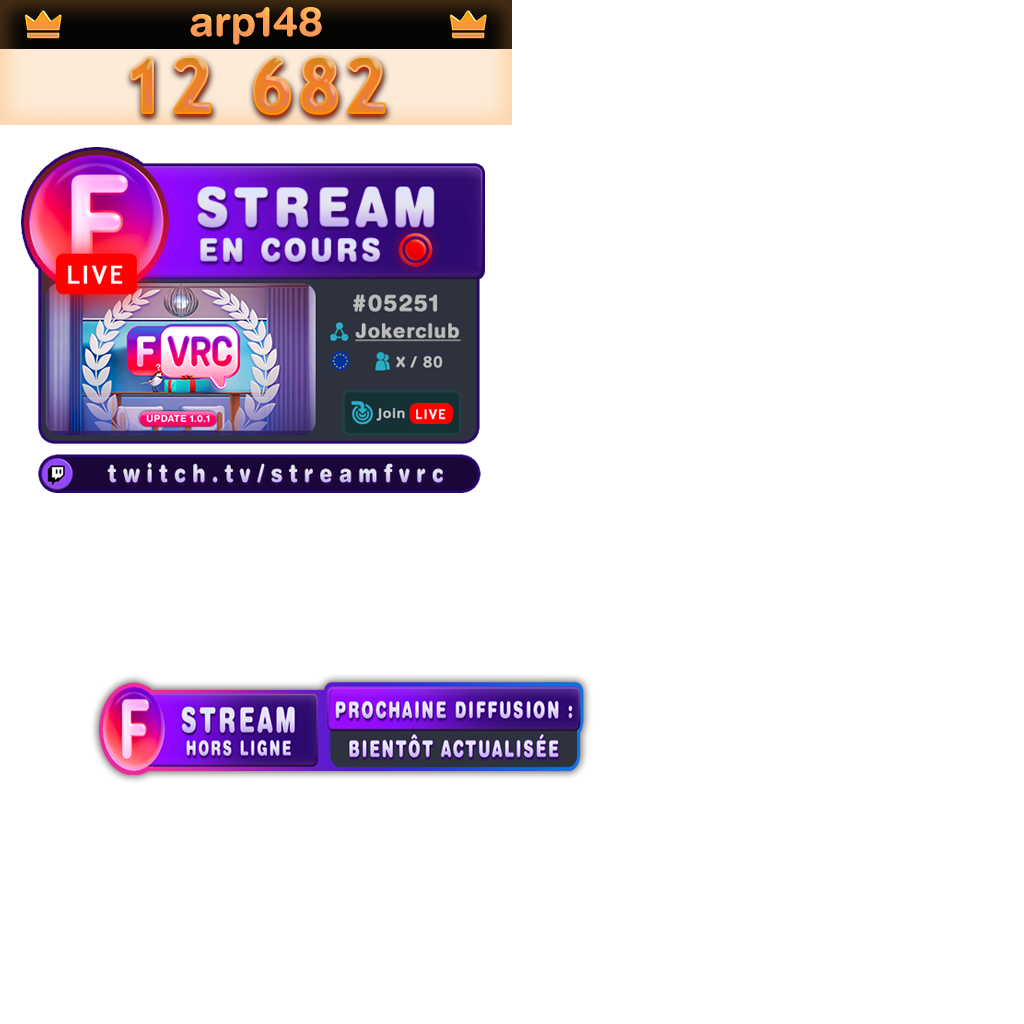 arp148
12 682
F
STREAM
EN COURS
LIVE
#05251
Jokerclub
F VRC
X / 80
UPDATE 1.0.1
Join LIVE
twitch.tv/streamfvrc
F
STREAM
HORS LIGNE
PROCHAINE DIFFUSION :
BIENTÔT ACTUALISÉE